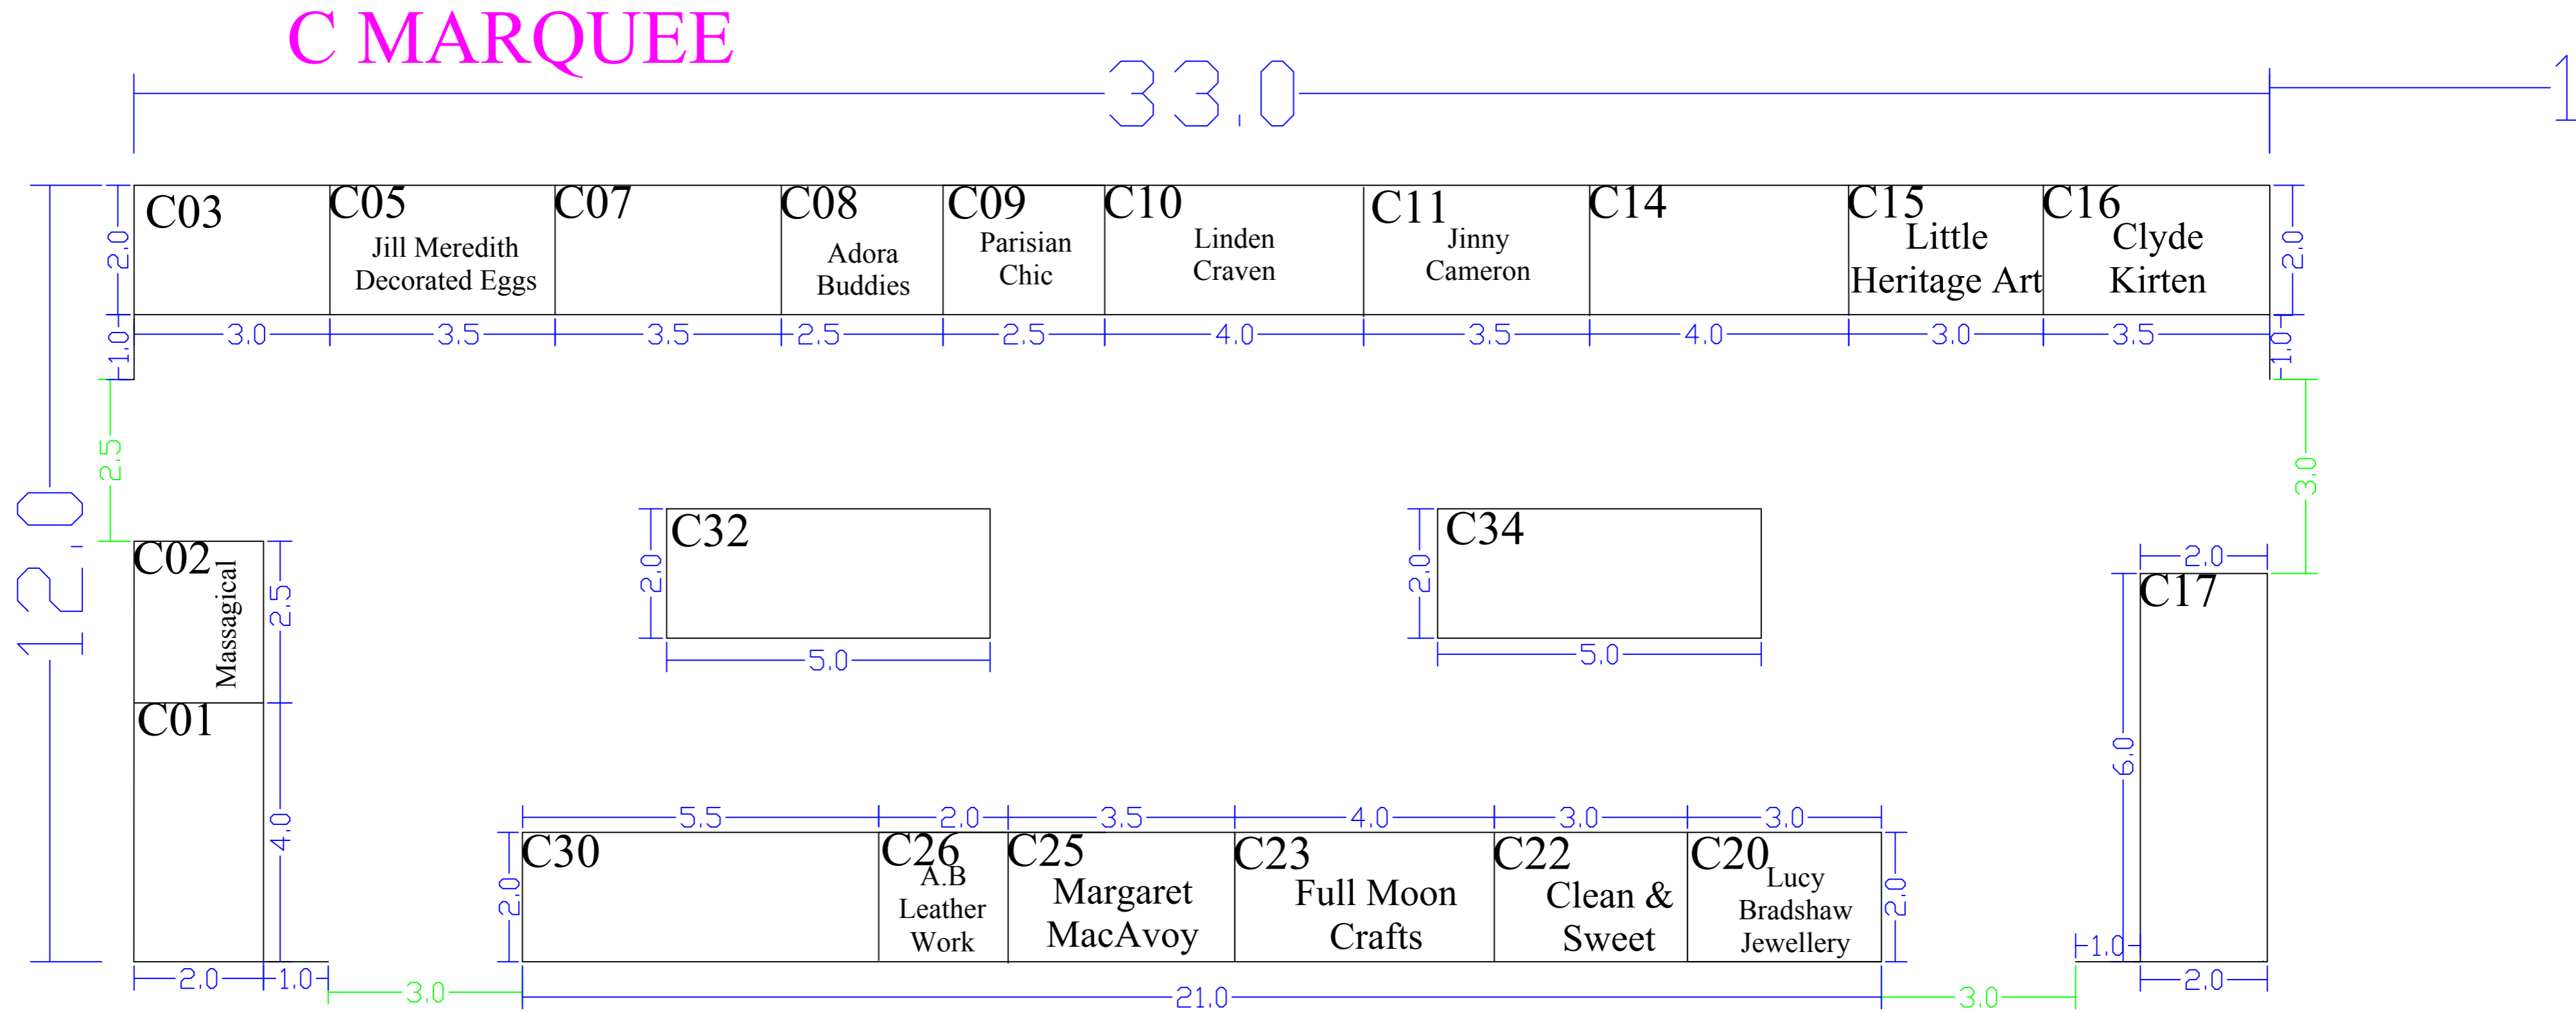 C MARQUEE
33.0
1
C03
C05
Jill Meredith
Decorated Eggs
C07
C08
Adora
Buddies
C09
Parisian
Chic
C10
Linden
Craven
C11
Jinny
Cameron
C14
C15
Little
Heritage Art
C16
Clyde
Kirten
2.0
2.0
3.0
3.5
3.5
2.5
2.5
4.0
3.5
4.0
3.0
3.5
1.0
1.0
2.5
3.0
12.0
C02
Massagical
2.5
C01
4.0
2.0
1.0
3.0
C32
2.0
5.0
C34
2.0
5.0
2.0
C17
6.0
1.0
2.0
5.5
2.0
3.5
4.0
3.0
3.0
2.0
C30
C26
A.B
Leather
Work
C25
Margaret
MacAvoy
C23
Full Moon
Crafts
C22
Clean &
Sweet
C20
Lucy
Bradshaw
Jewellery
2.0
21.0
3.0